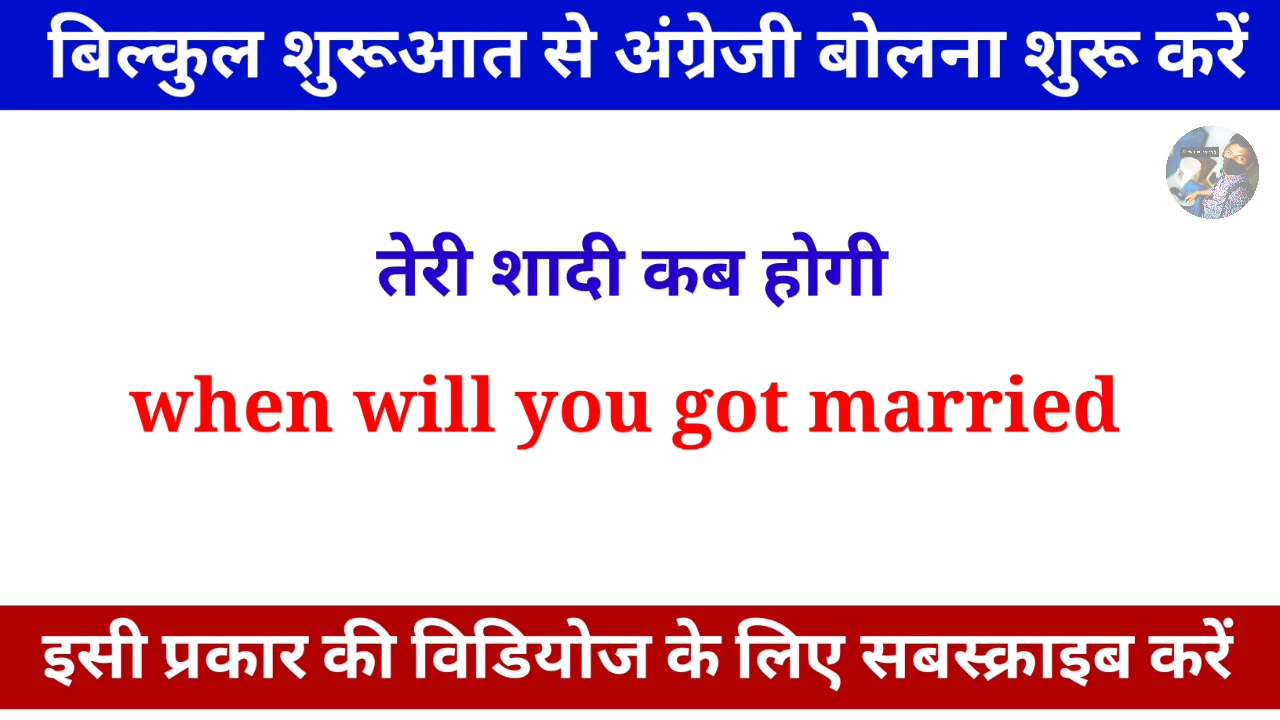 बिल्कुल शुरूआत से अंग्रेजी बोलना शुरू करें
तेरी शादी कब होगी
when will you got married
इसी प्रकार की विडियोज के लिए सबस्क्राइब करें